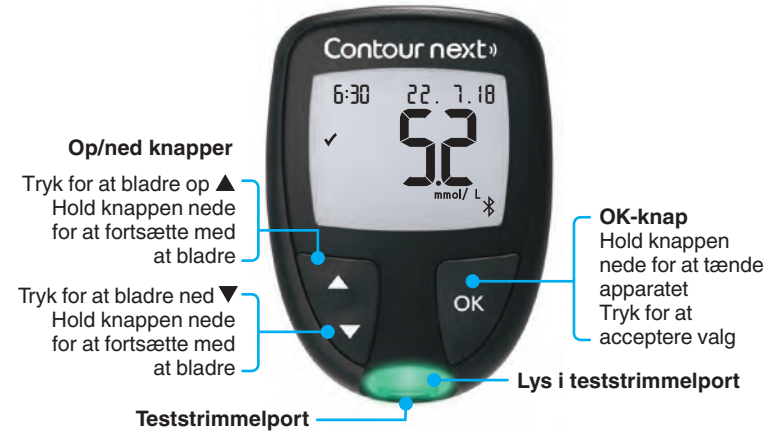 Contour next
6:30 22. 7.18
✓
5.2
mmol/ L
Op/ned knapper
Tryk for at bladre op ▲
Hold knappen nede
for at fortsætte med
at bladre
Tryk for at bladre ned ▼
Hold knappen nede
for at fortsætte med
at bladre
OK
OK-knap
Hold knappen
nede for at tænde
apparatet
Tryk for at
acceptere valg
Lys i teststrimmelport
Teststrimmelport